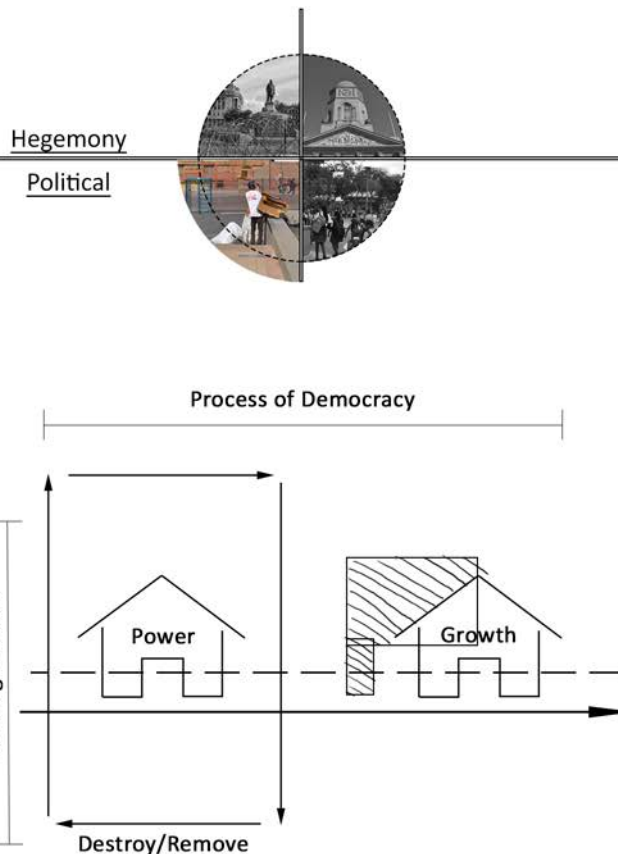 Hegemony
Political
Process of Democracy
Power
Growth
Destroy/Remove